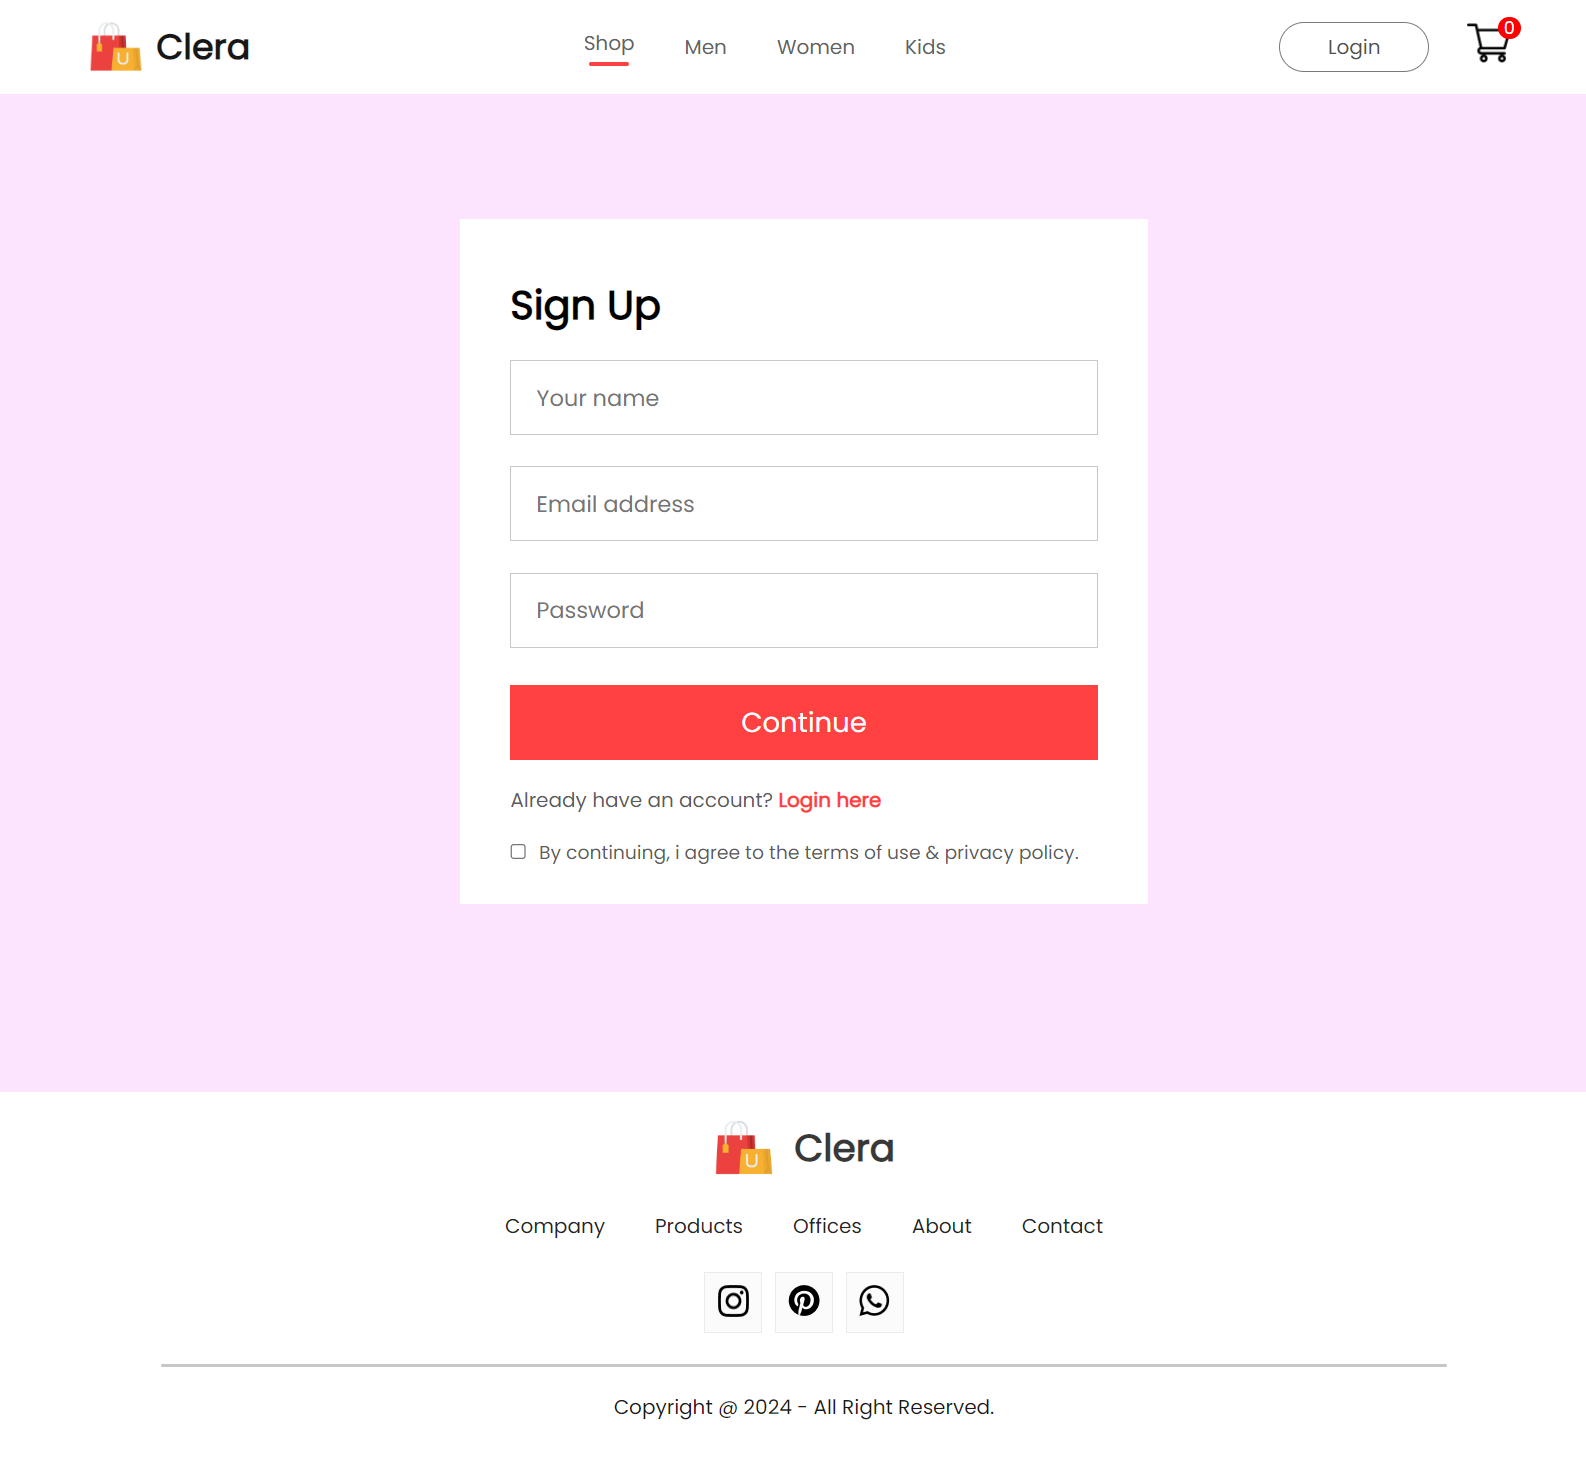 Clera Shop Men Women Kids Login 0
Sign Up
Your name
Email address
Password
Continue
Already have an account? Login here
By continuing, i agree to the terms of use & privacy policy.
U Clera
Company Products Offices About Contact
Copyright @ 2024 - All Right Reserved.